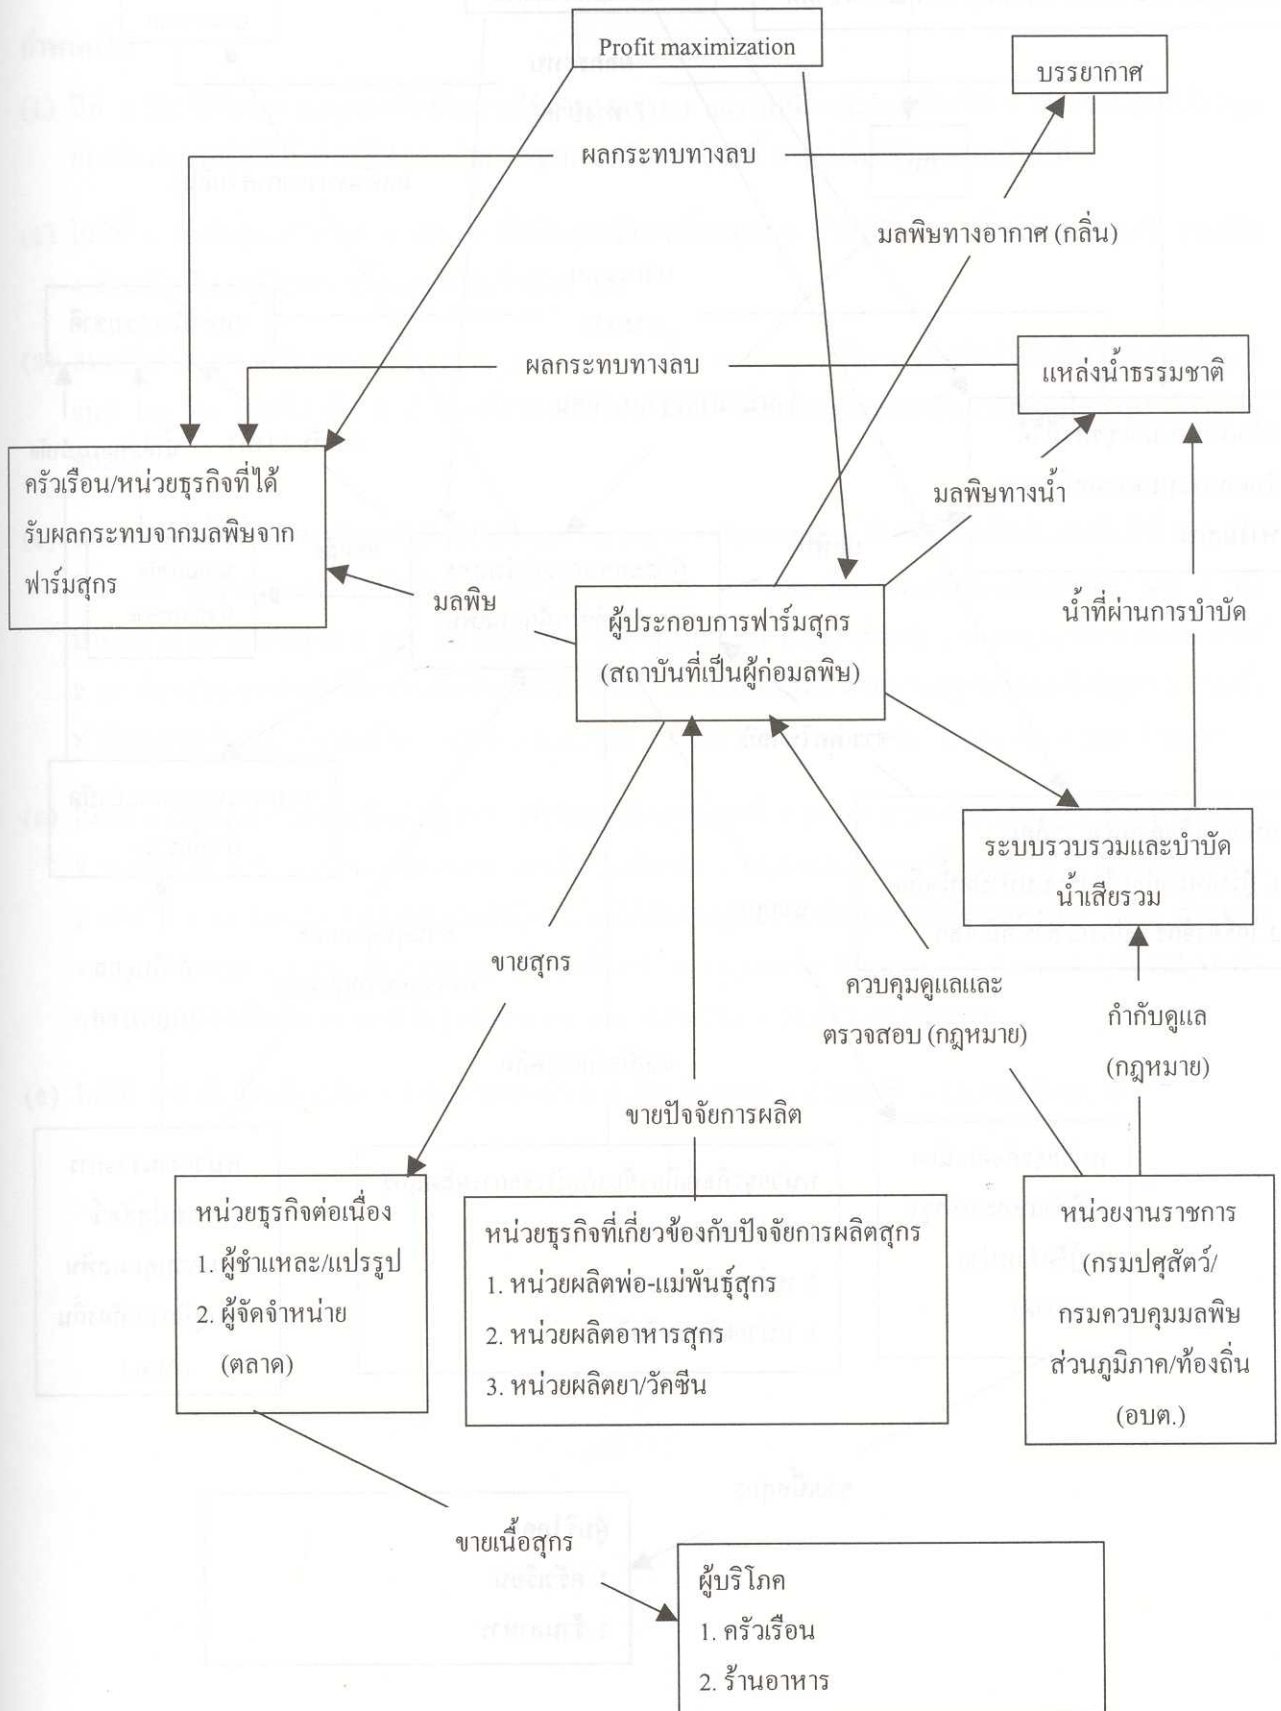 Profit maximization
บรรยากาศ
ผลกระทบทางลบ
มลพิษทางอากาศ (กลิ่น)
ผลกระทบทางลบ
แหล่งน้ำธรรมชาติ
ครัวเรือน/หน่วยธุรกิจที่ได้
รับผลกระทบจากมลพิษจาก
ฟาร์มสุกร
มลพิษทางน้ำ
มลพิษ
ผู้ประกอบการฟาร์มสุกร
(สถาบันที่เป็นผู้ก่อมลพิษ)
น้ำที่ผ่านการบำบัด
ระบบรวบรวมและบำบัด
น้ำเสียรวม
ขายสุกร
ควบคุมดูแลและ
ตรวจสอบ (กฎหมาย)
กำกับดูแล
(กฎหมาย)
ขายปัจจัยการผลิต
หน่วยธุรกิจต่อเนื่อง
1. ผู้ชำแหละ/แปรรูป
2. ผู้จัดจำหน่าย
(ตลาด)
หน่วยธุรกิจที่เกี่ยวข้องกับปัจจัยการผลิตสุกร
1. หน่วยผลิตพ่อ-แม่พันธุ์สุกร
2. หน่วยผลิตอาหารสุกร
3. หน่วยผลิตยา/วัคซีน
หน่วยงานราชการ
(กรมปศุสัตว์/
กรมควบคุมมลพิษ
ส่วนภูมิภาค/ท้องถิ่น
(อบต.)
ขายเนื้อสุกร
ผู้บริโภค
1. ครัวเรือน
2. ร้านอาหาร